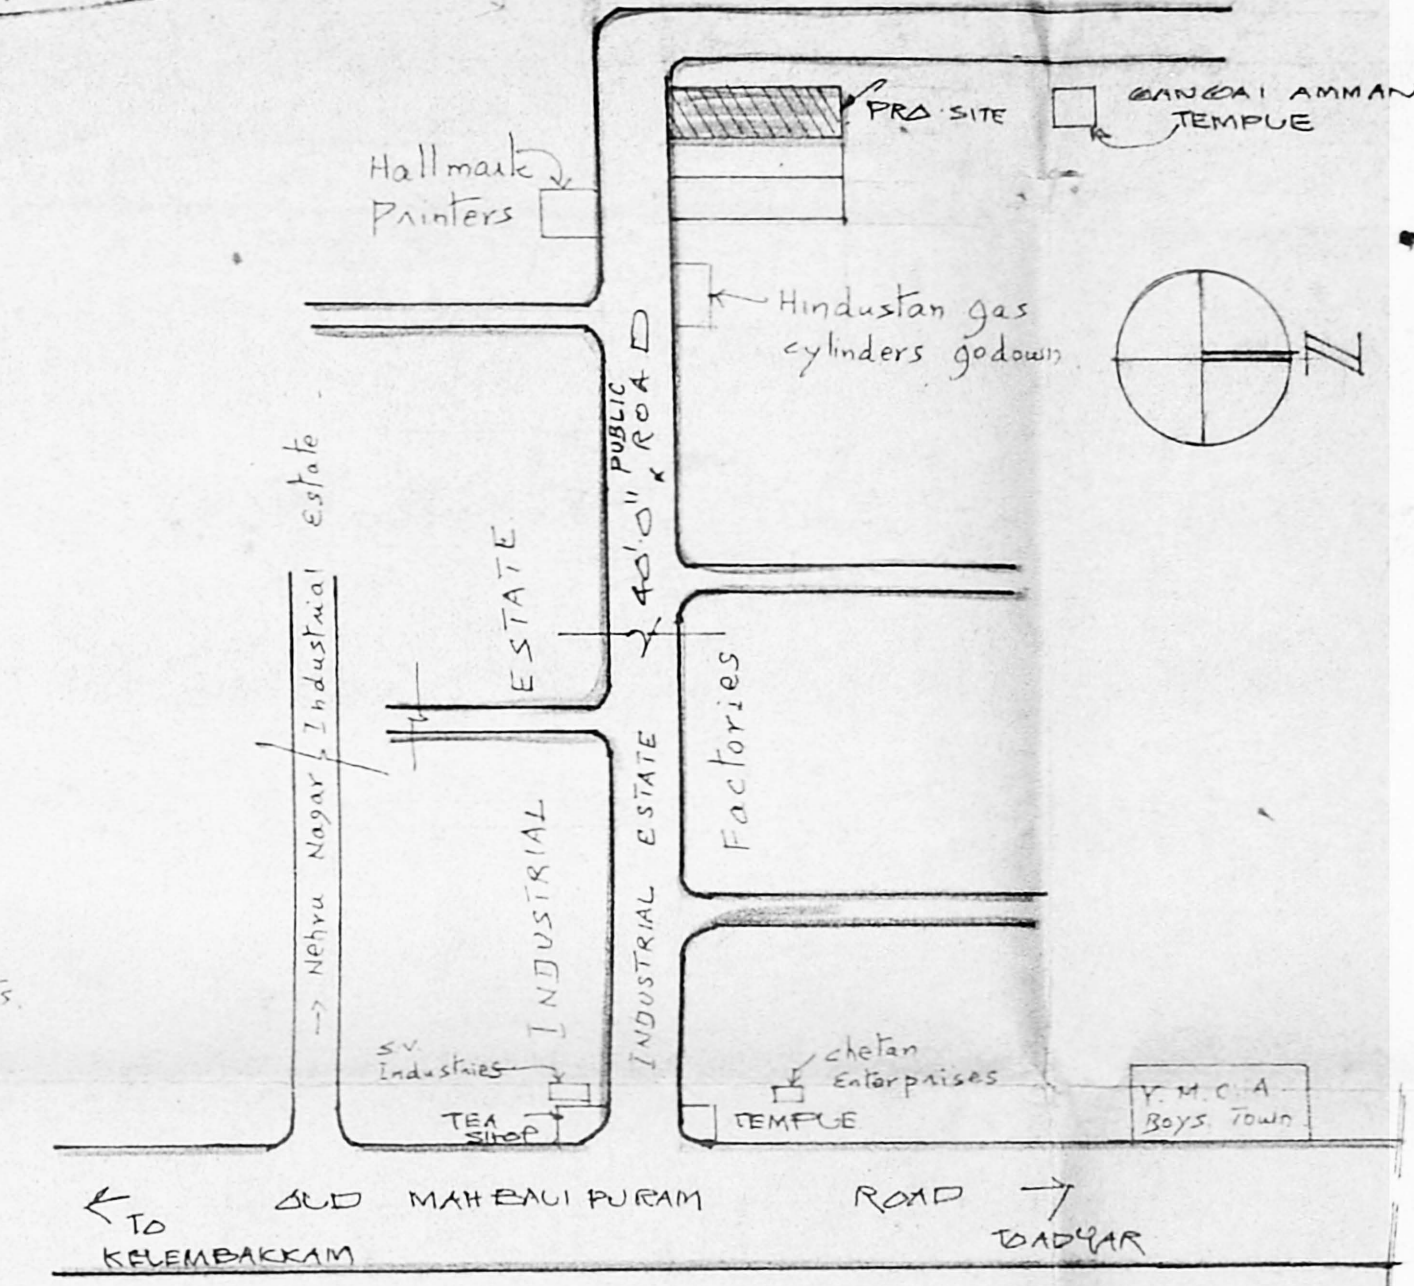 GANGAI AMMAN
TEMPLE
PRO. SITE
Hallmark
Printers
Hindustan gas
cylinders godown
N
40'.0" PUBLIC ROAD
INDUSTRIAL ESTATE
INDUSTRIAL ESTATE
→ Nehru Nagar Industrial Estate
Factories
S.V.
Industries
TEA
SHOP
TEMPLE
chetan
Enterprises
Y.M.C.A
Boys Town
OLD MAHBALIPURAM ROAD
← TO
KELEMBAKKAM
→
TO ADYAR